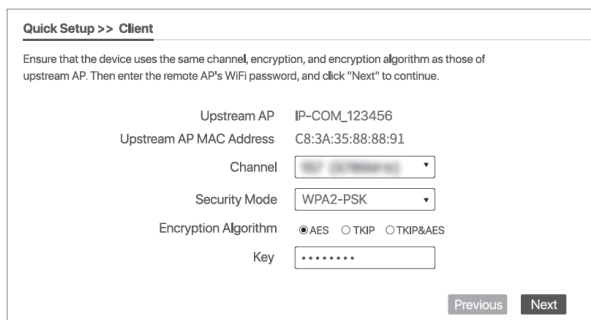 Quick Setup >> Client
Ensure that the device uses the same channel, encryption, and encryption algorithm as those of
upstream AP. Then enter the remote AP's WiFi password, and click "Next" to continue.
Upstream AP IP-COM_123456
Upstream AP MAC Address C8:3A:35:88:88:91
Channel
Security Mode WPA2-PSK
Encryption Algorithm AES TKIP TKIP&AES
Key ••••••••
Previous Next